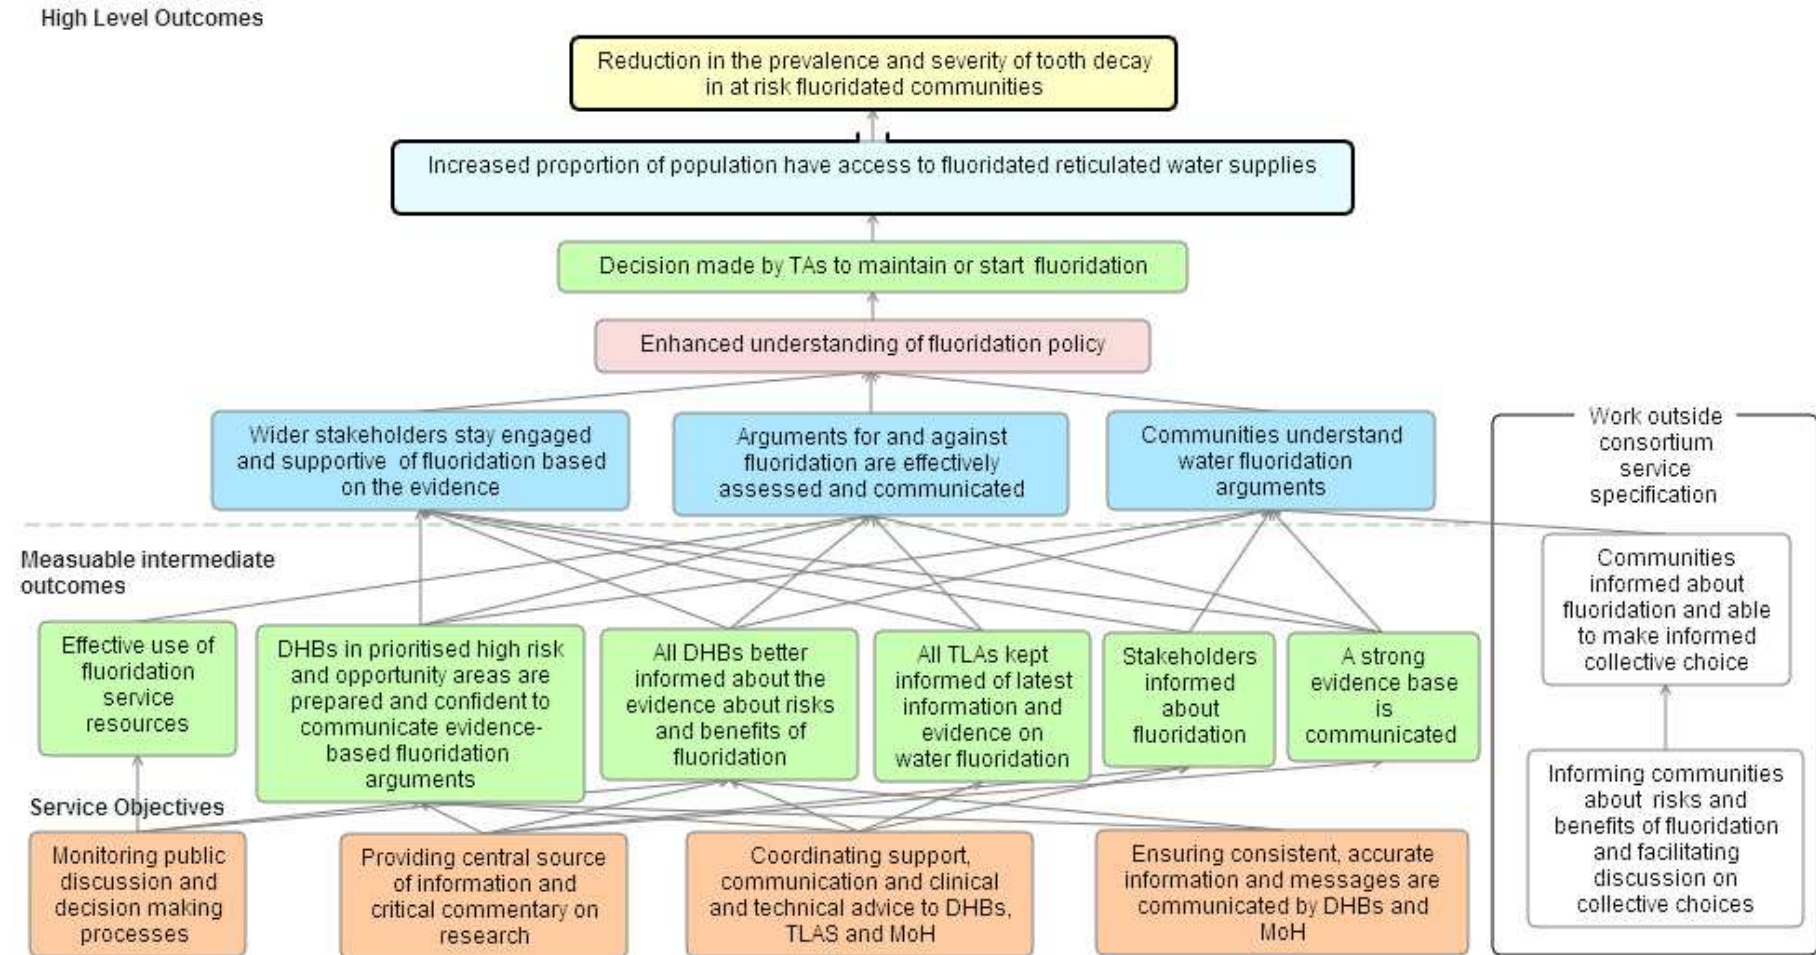 High Level Outcomes
Reduction in the prevalence and severity of tooth decay
in at risk fluoridated communities
Increased proportion of population have access to fluoridated reticulated water supplies
Decision made by TAs to maintain or start fluoridation
Enhanced understanding of fluoridation policy
Wider stakeholders stay engaged
and supportive of fluoridation based
on the evidence
Arguments for and against
fluoridation are effectively
assessed and communicated
Communities understand
water fluoridation
arguments
Work outside
consortium
service
specification
Measuable intermediate
outcomes
Effective use of
fluoridation
service
resources
DHBs in prioritised high risk
and opportunity areas are
prepared and confident to
communicate evidence-
based fluoridation
arguments
All DHBs better
informed about the
evidence about risks
and benefits of
fluoridation
All TLAs kept
informed of latest
information and
evidence on
water fluoridation
Stakeholders
informed
about
fluoridation
A strong
evidence base
is
communicated
Communities
informed about
fluoridation and able
to make informed
collective choice
Service Objectives
Monitoring public
discussion and
decision making
processes
Providing central source
of information and
critical commentary on
research
Coordinating support,
communication and clinical
and technical advice to DHBs,
TLAS and MoH
Ensuring consistent, accurate
information and messages are
communicated by DHBs and
MoH
Informing communities
about risks and
benefits of fluoridation
and facilitating
discussion on
collective choices